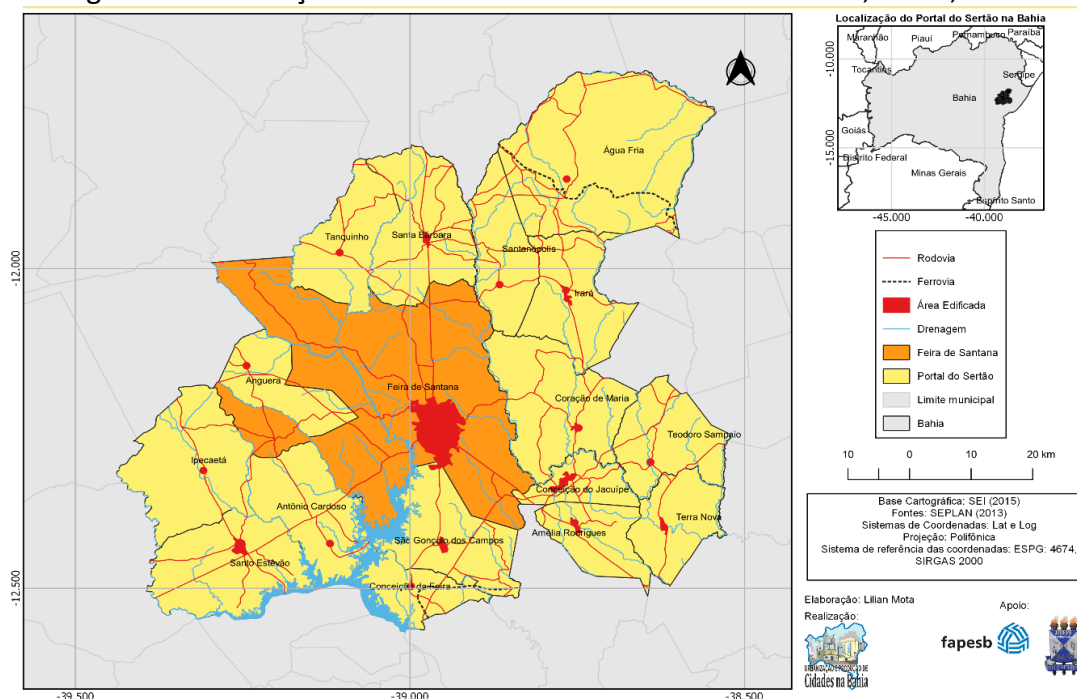 Localização do Portal do Sertão na Bahia
Maranhão
Piauí
Pernambuco
Paraíba
-10.000
Tocantins
Sergipe
Bahia
Goiás
-15.000
Distrito Federal
Minas Gerais
Espírito Santo
-45.000
-40.000
Água Fria
Tanquinho
Santa Bárbara
Santanópolis
-12.000
Irará
Anguera
Feira de Santana
Coração de Maria
Teodoro Sampaio
Ipecaetá
Conceição do Jacuípe
Antônio Cardoso
Terra Nova
São Gonçalo dos Campos
Amélia Rodrigues
Santo Estêvão
Conceição da Feira
-12.500
-39.500
-39.000
-38.500
Rodovia
Ferrovia
Área Edificada
Drenagem
Feira de Santana
Portal do Sertão
Limite municipal
Bahia
10 0 10 20 km
Base Cartográfica: SEI (2015)
Fontes: SEPLAN (2013)
Sistemas de Coordenadas: Lat e Log
Projeção: Polifônica
Sistema de referência das coordenadas: ESPG: 4674,
SIRGAS 2000
Elaboração: Lilian Mota
Realização:
Apoio:
fapesb
URBANIZAÇÃO E PRODUÇÃO DE
Cidades na Bahia